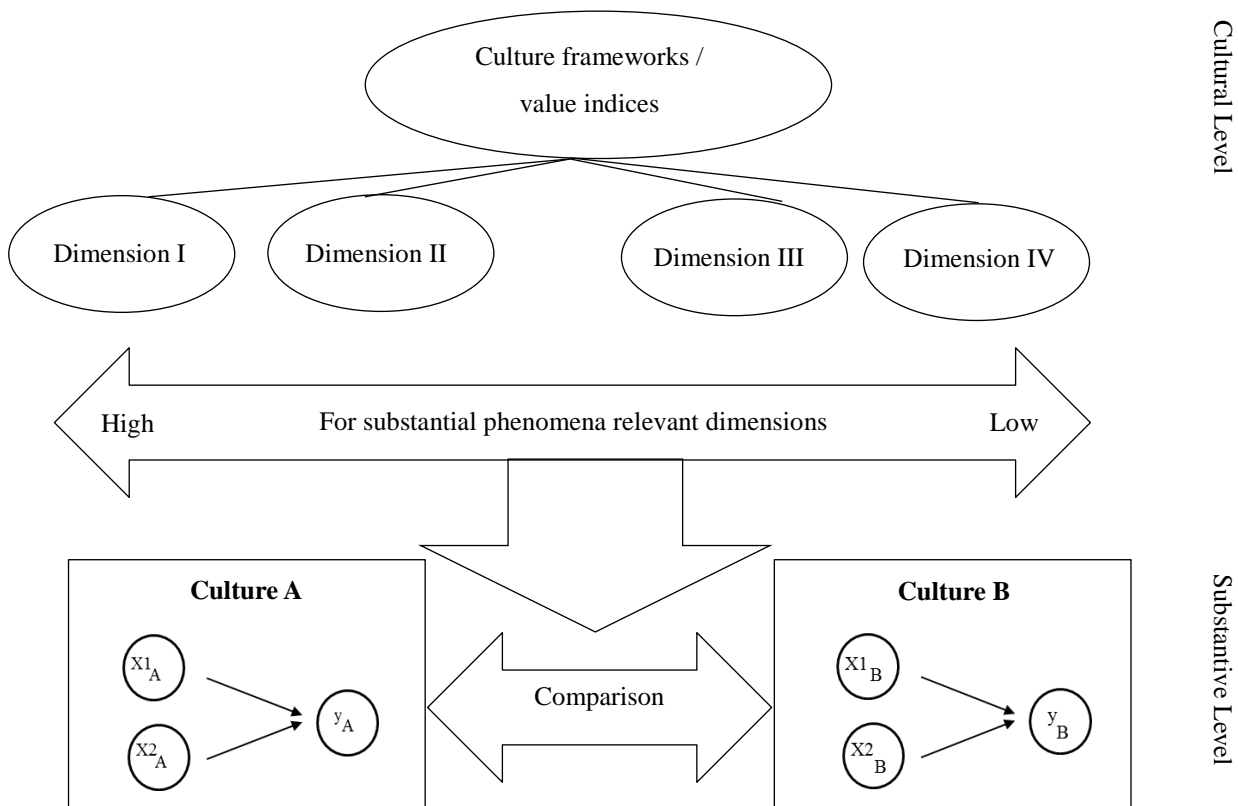 Culture frameworks /
value indices
Cultural Level
Dimension I
Dimension II
Dimension III
Dimension IV
High
For substantial phenomena relevant dimensions
Low
Culture A
X1A
X2A
yA
Comparison
Culture B
X1B
X2B
yB
Substantive Level